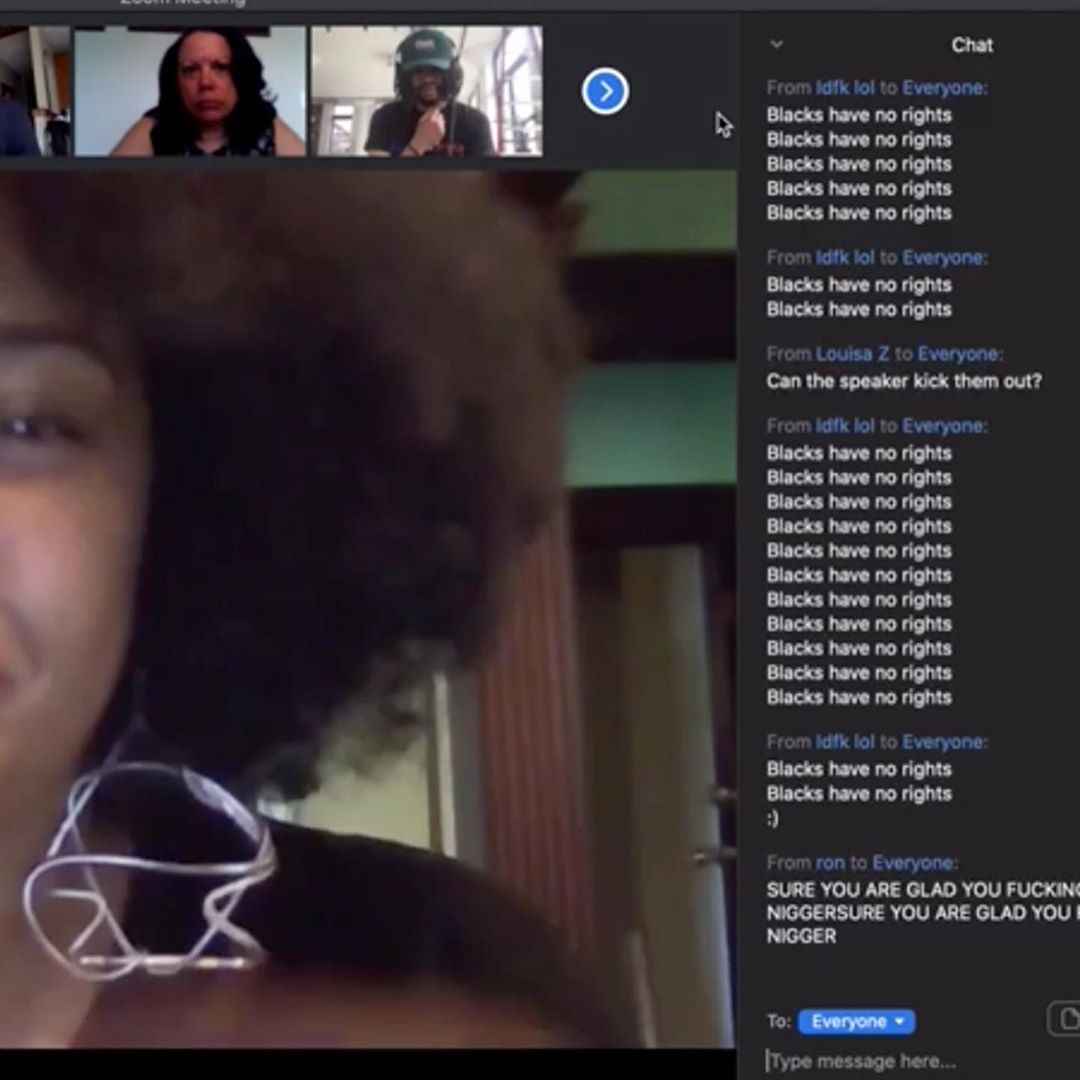 Zoom Meeting
Chat
From Idfk lol to Everyone:
Blacks have no rights
Blacks have no rights
Blacks have no rights
Blacks have no rights
Blacks have no rights
From Idfk lol to Everyone:
Blacks have no rights
Blacks have no rights
From Louisa Z to Everyone:
Can the speaker kick them out?
From Idfk lol to Everyone:
Blacks have no rights
Blacks have no rights
Blacks have no rights
Blacks have no rights
Blacks have no rights
Blacks have no rights
Blacks have no rights
Blacks have no rights
Blacks have no rights
Blacks have no rights
Blacks have no rights
From Idfk lol to Everyone:
Blacks have no rights
Blacks have no rights
:)
From ron to Everyone:
SURE YOU ARE GLAD YOU FUCKING
NIGGERSURE YOU ARE GLAD YOU
NIGGER
To: Everyone
Type message here...